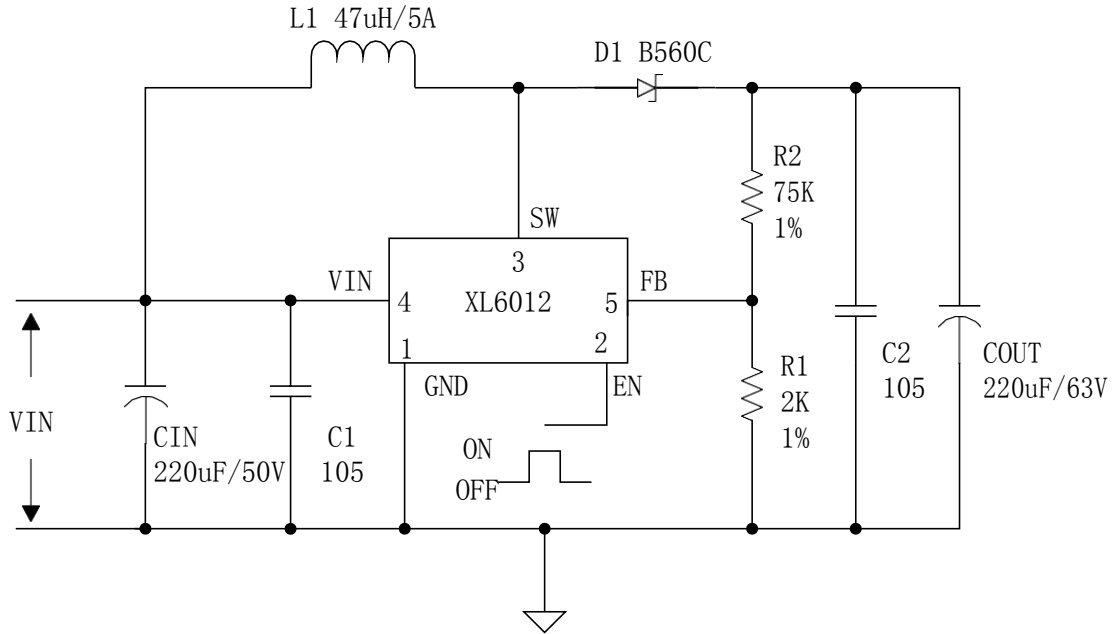 L1 47uH/5A
D1 B560C
R2
75K
1%
SW
3
VIN
4
XL6012
5
FB
1
2
GND
EN
R1
2K
1%
C2
105
COUT
220uF/63V
VIN
CIN
220uF/50V
C1
105
ON
OFF